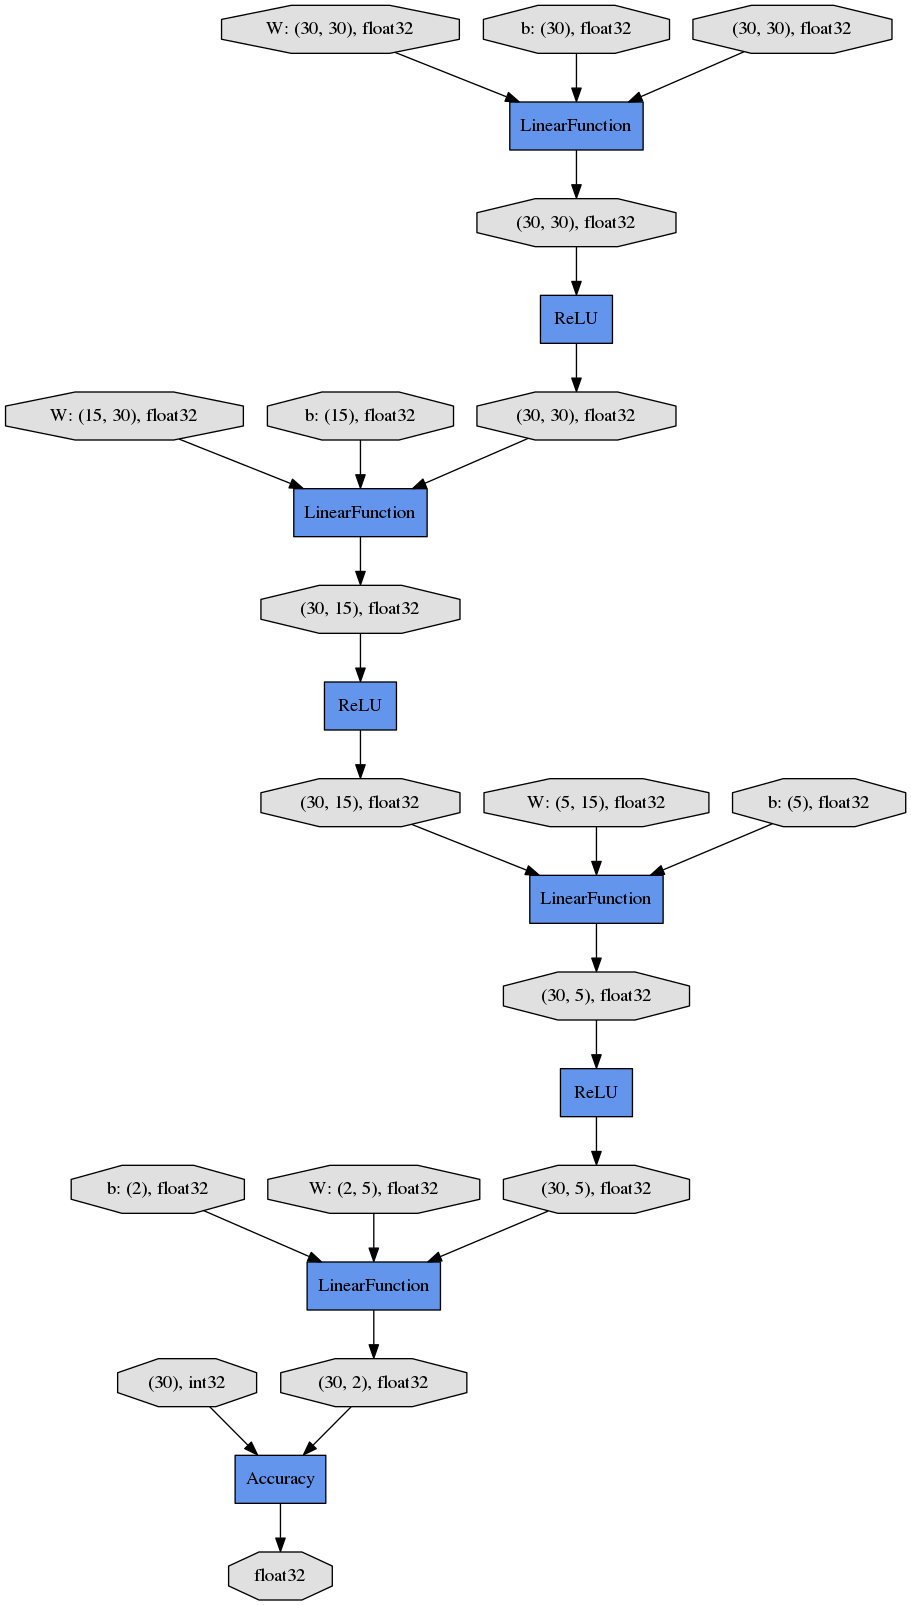 W: (30, 30), float32
b: (30), float32
(30, 30), float32
LinearFunction
(30, 30), float32
ReLU
W: (15, 30), float32
b: (15), float32
(30, 30), float32
LinearFunction
(30, 15), float32
ReLU
(30, 15), float32
W: (5, 15), float32
b: (5), float32
LinearFunction
(30, 5), float32
ReLU
b: (2), float32
W: (2, 5), float32
(30, 5), float32
LinearFunction
(30), int32
(30, 2), float32
Accuracy
float32